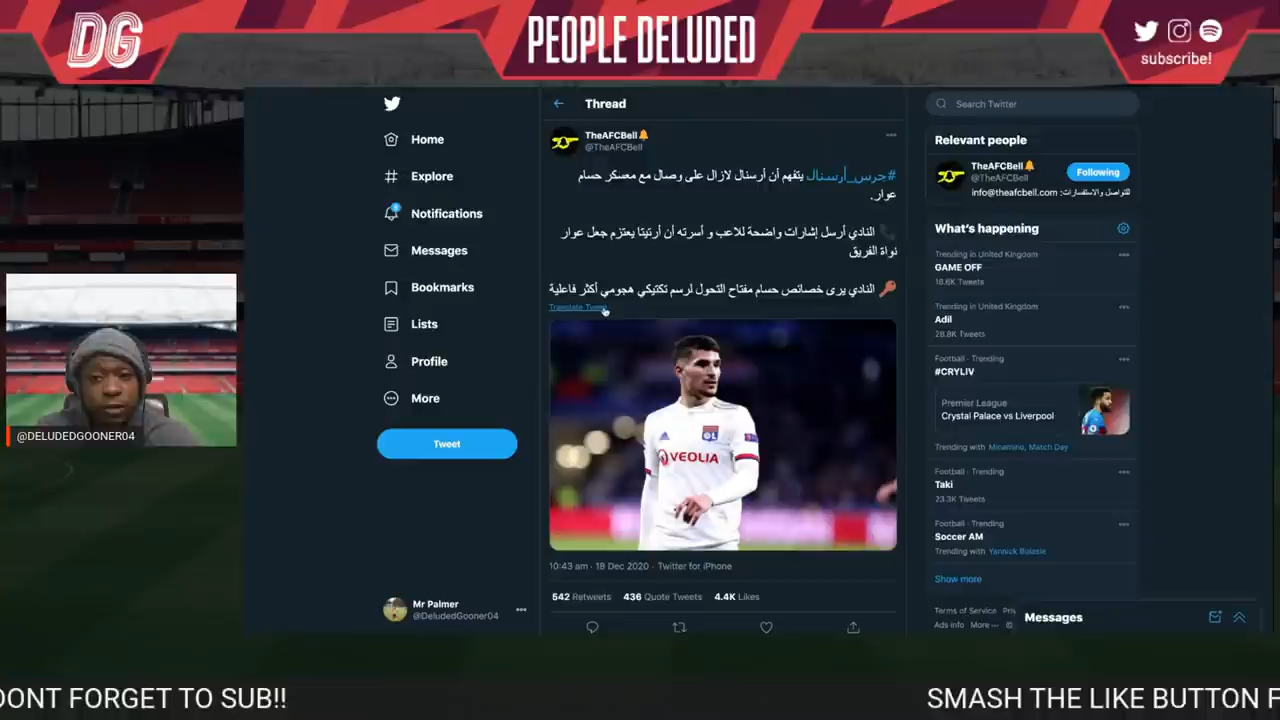 DG
PEOPLE DELUDED
subscribe!
Home
Explore
Notifications
Messages
Bookmarks
Lists
Profile
More
Tweet
Mr Palmer
@DeludedGooner04
Thread
TheAFCBell
@TheAFCBell
#جرس_أرسنال يتفهم أن أرسنال لازال على وصال مع معسكر حسام
عوار.
النادي أرسل إشارات واضحة للاعب و أسرته أن أرتيتا يعتزم جعل عوار
نواة الفريق
النادي يرى خصائص حسام مفتاح التحول لرسم تكتيكي هجومي أكثر فاعلية
Translate Tweet
VEOLIA
10:43 am · 18 Dec 2020 · Twitter for iPhone
542 Retweets 436 Quote Tweets 4.4K Likes
Search Twitter
Relevant people
TheAFCBell
@TheAFCBell
Following
للتواصل والاستفسارات: info@theafcbell.com
What's happening
Trending in United Kingdom
GAME OFF
18.6K Tweets
Trending in United Kingdom
Adil
28.8K Tweets
Football · Trending
#CRYLIV
Premier League
Crystal Palace vs Liverpool
Trending with Minamino, Match Day
Football · Trending
Taki
23.3K Tweets
Football · Trending
Soccer AM
Trending with Yannick Bolasie
Show more
Terms of Service
Ads info More
Messages
@DELUDEDGOONER04
DONT FORGET TO SUB!!
SMASH THE LIKE BUTTON F